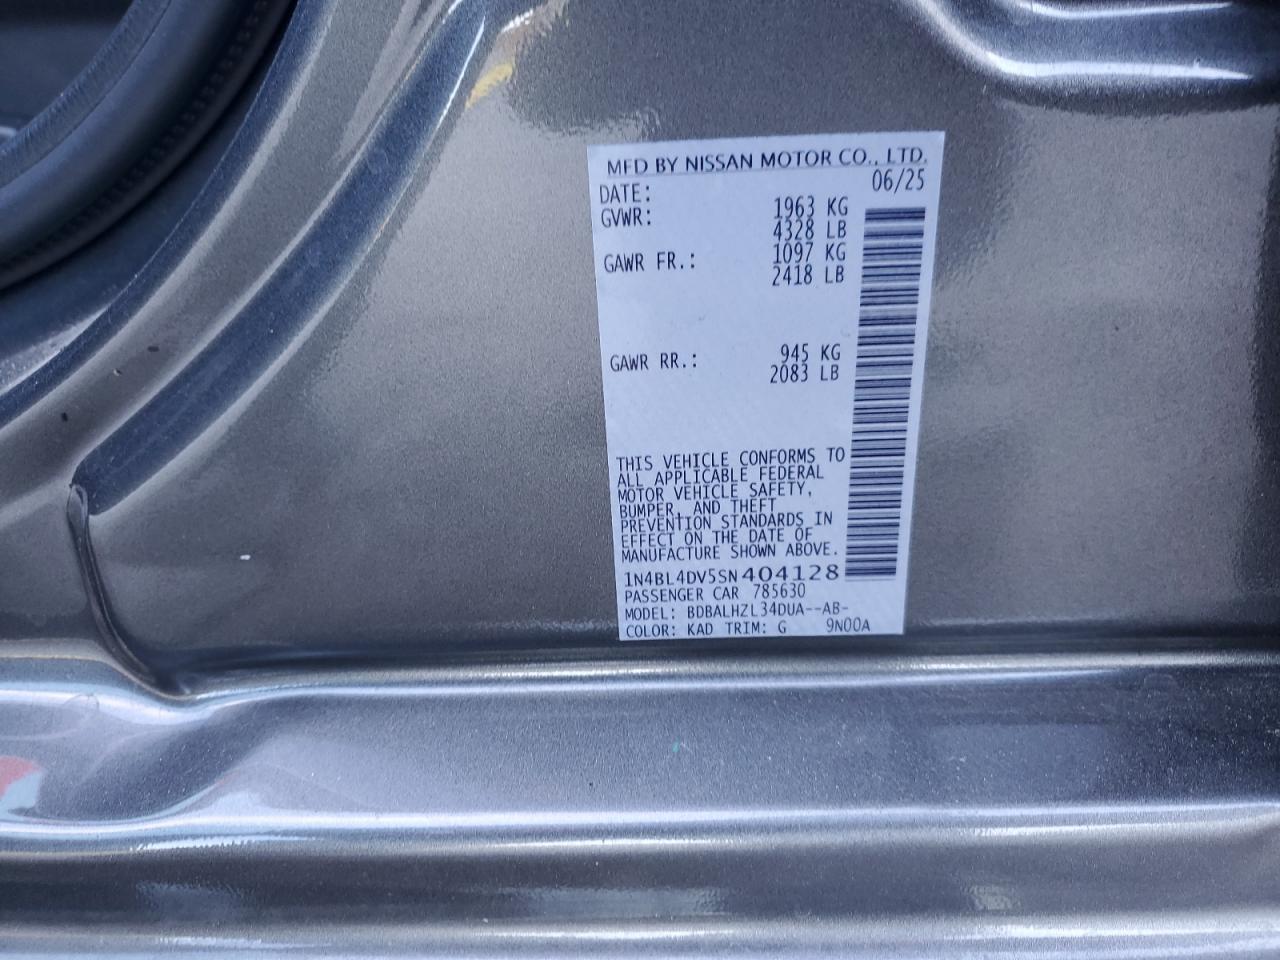 MFD BY NISSAN MOTOR CO., LTD.
DATE: 06/25
GVWR: 1963 KG
4328 LB
GAWR FR.: 1097 KG
2418 LB
GAWR RR.: 945 KG
2083 LB
THIS VEHICLE CONFORMS TO
ALL APPLICABLE FEDERAL
MOTOR VEHICLE SAFETY,
BUMPER, AND THEFT
PREVENTION STANDARDS IN
EFFECT ON THE DATE OF
MANUFACTURE SHOWN ABOVE.
1N4BL4DV5SN404128
PASSENGER CAR 785630
MODEL: BDBALHZL34DUA--AB-
COLOR: KAD TRIM: G 9N00A